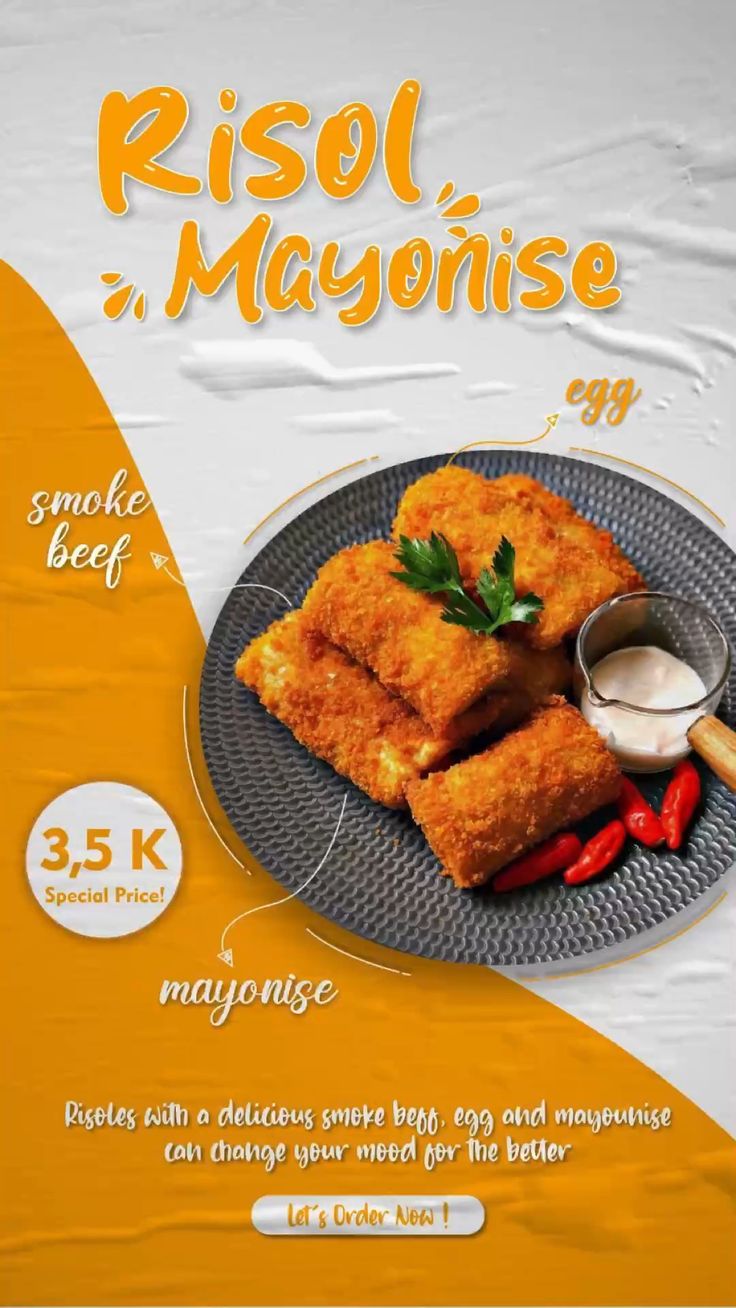 Risol
Mayonise
egg
smoke
beef
3,5 K
Special Price!
mayonise
Risoles with a delicious smoke beff, egg and mayounise
can change your mood for the better
Let's Order Now !